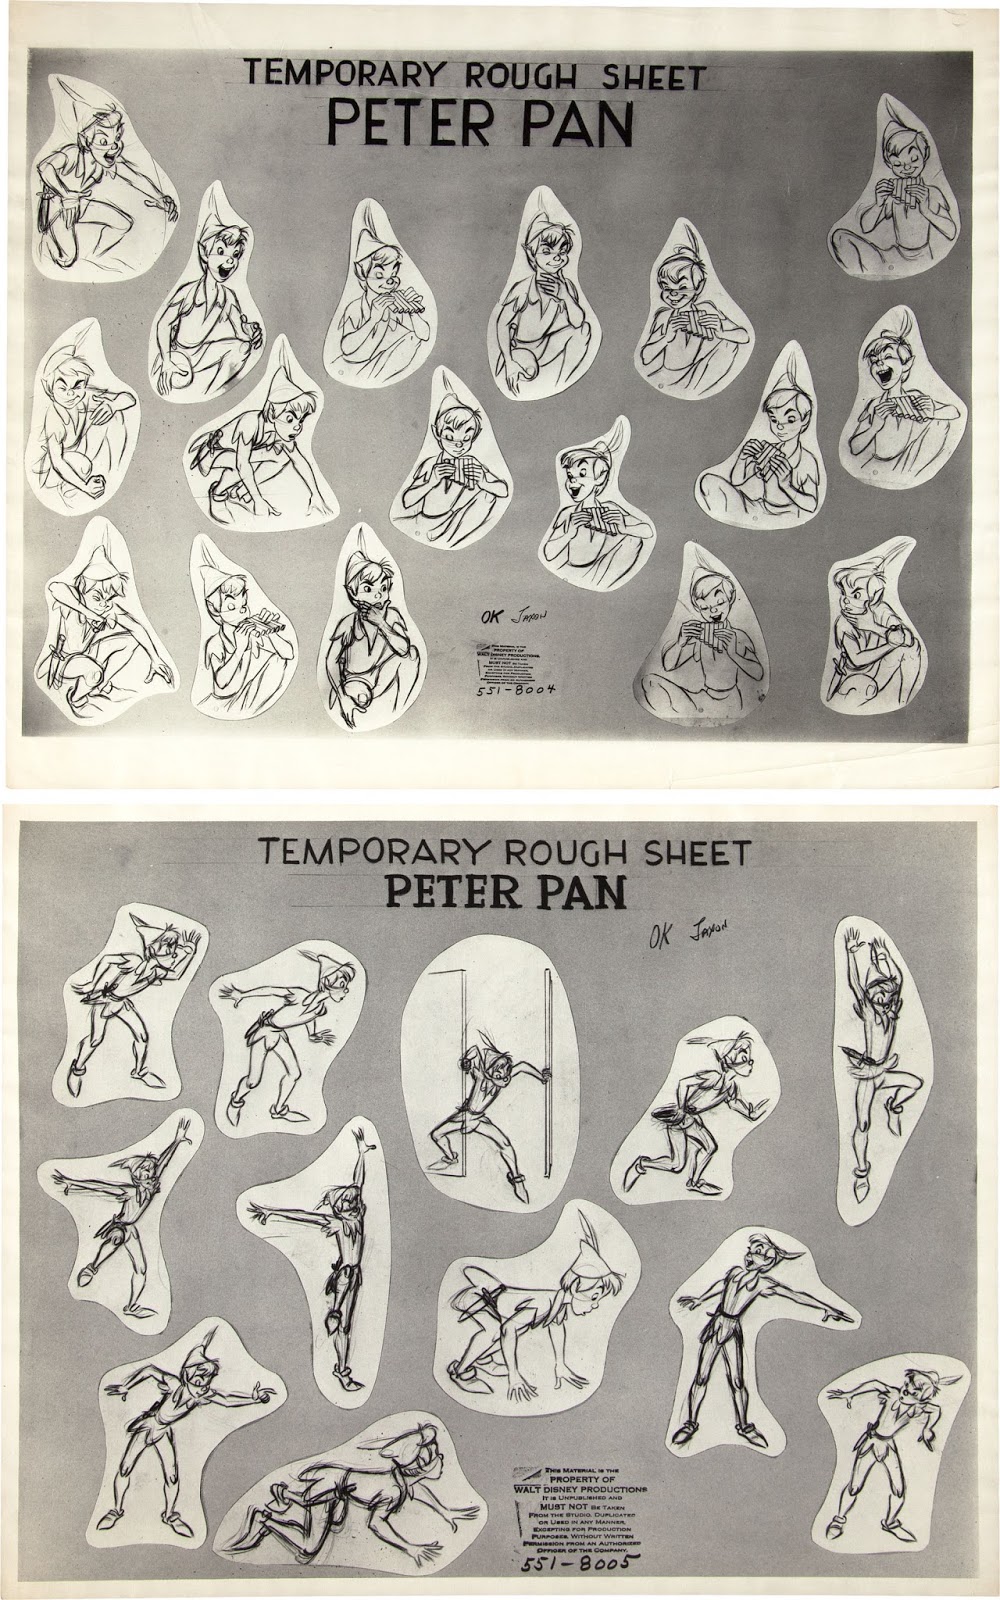 TEMPORARY ROUGH SHEET
PETER PAN
OK Jaxon
THIS MATERIAL IS THE
PROPERTY OF
WALT DISNEY PRODUCTIONS.
IT IS UNPUBLISHED AND
MUST NOT BE TAKEN
FROM THE STUDIO, DUPLICATED
OR USED IN ANY MANNER,
EXCEPTING FOR PRODUCTION
PURPOSES, WITHOUT WRITTEN
PERMISSION FROM AN AUTHORIZED
OFFICER OF THE COMPANY.
551-8004
TEMPORARY ROUGH SHEET
PETER PAN
OK Jaxon
THIS MATERIAL IS THE
PROPERTY OF
WALT DISNEY PRODUCTIONS
IT IS UNPUBLISHED AND
MUST NOT BE TAKEN
FROM THE STUDIO, DUPLICATED
OR USED IN ANY MANNER,
EXCEPTING FOR PRODUCTION
PURPOSES, WITHOUT WRITTEN
PERMISSION FROM AN AUTHORIZED
OFFICER OF THE COMPANY.
551-8005